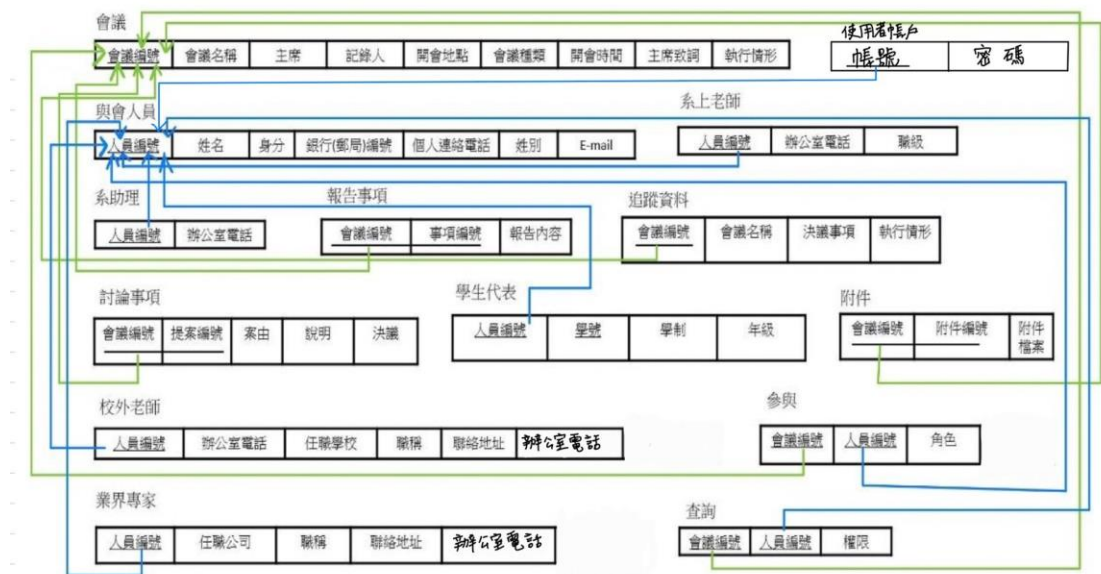 會議
使用者帳戶
會議編號 會議名稱 主席 記錄人 開會地點 會議種類 開會時間 主席致詞 執行情形
帳號 密碼
與會人員
系上老師
人員編號 姓名 身分 銀行(郵局)編號 個人連絡電話 姓別 E-mail
人員編號 辦公室電話 職級
系助理
報告事項
追蹤資料
人員編號 辦公室電話
會議編號 事項編號 報告內容
會議編號 會議名稱 決議事項 執行情形
討論事項
學生代表
附件
會議編號 提案編號 案由 說明 決議
人員編號 學號 學制 年級
會議編號 附件編號 附件
檔案
校外老師
參與
人員編號 辦公室電話 任職學校 職稱 聯絡地址 辦公室電話
會議編號 人員編號 角色
業界專家
查詢
人員編號 任職公司 職稱 聯絡地址 辦公室電話
會議編號 人員編號 權限